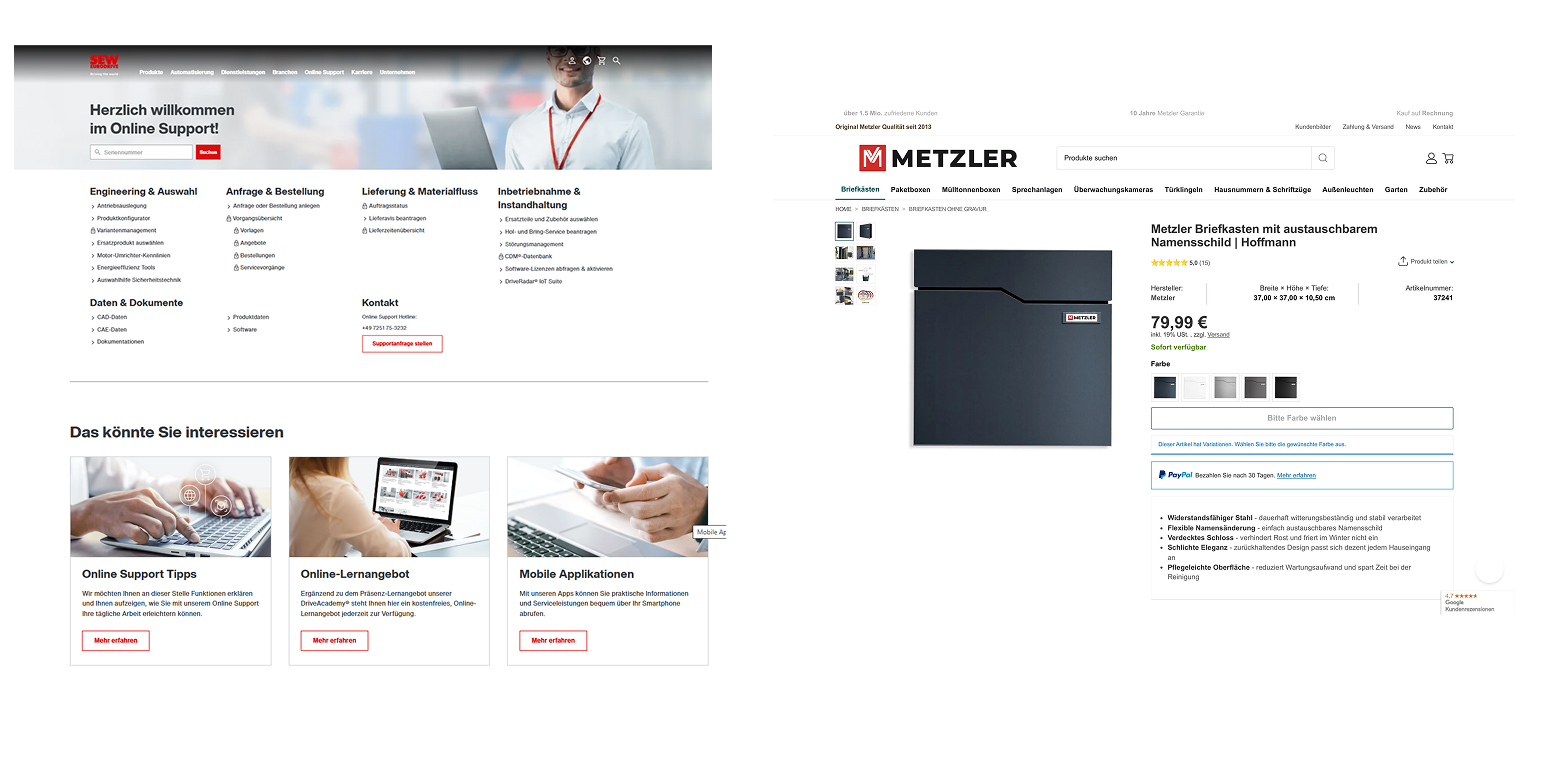 SEW
EURODRIVE
Produkte Automatisierung Dienstleistungen Branchen Online Support Karriere Unternehmen
Herzlich willkommen
im Online Support!
Seriennummer
Suchen
Engineering & Auswahl
Antriebsauslegung
Produktkonfigurator
Variantenmanagement
Ersatzprodukt auswählen
Motor-Umrichter-Kennlinien
Energieeffizienz Tools
Auswahlhilfe Sicherheitstechnik
Anfrage & Bestellung
Anfrage oder Bestellung anlegen
Vorgangsübersicht
Vorlagen
Angebote
Bestellungen
Servicevorgänge
Lieferung & Materialfluss
Auftragsstatus
Lieferavis beantragen
Lieferzeitenübersicht
Inbetriebnahme &
Instandhaltung
Ersatzteile und Zubehör auswählen
Hol- und Bring-Service beantragen
Störungsmanagement
CDM®-Datenbank
Software-Lizenzen abfragen & aktivieren
DriveRadar® IoT Suite
Daten & Dokumente
CAD-Daten
CAE-Daten
Dokumentationen
Produktdaten
Software
Kontakt
Online Support Hotline:
+49 7251 75-3232
Supportanfrage stellen
Das könnte Sie interessieren
Online Support Tipps
Wir möchten Ihnen an dieser Stelle Funktionen erklären
und Ihnen aufzeigen, wie Sie mit unserem Online Support
Ihre tägliche Arbeit erleichtern können.
Mehr erfahren
Online-Lernangebot
Ergänzend zu dem Präsenz-Lernangebot unserer
DriveAcademy® steht Ihnen hier ein kostenfreies, Online-
Lernangebot jederzeit zur Verfügung.
Mehr erfahren
Mobile Applikationen
Mit unseren Apps können Sie praktische Informationen
und Serviceleistungen bequem über Ihr Smartphone
abrufen.
Mehr erfahren
Mobile Ap
über 1.5 Mio. zufriedene Kunden
10 Jahre Metzler Garantie
Kauf auf Rechnung
Original Metzler Qualität seit 2013
Kundenbilder Zahlung & Versand News Kontakt
METZLER
Produkte suchen
Briefkästen Paketboxen Mülltonnenboxen Sprechanlagen Überwachungskameras Türklingeln Hausnummern & Schriftzüge Außenleuchten Garten Zubehör
HOME > BRIEFKÄSTEN > BRIEFKASTEN OHNE GRAVUR
METZLER
Metzler Briefkasten mit austauschbarem
Namensschild | Hoffmann
5,0 (15)
Produkt teilen
Hersteller:
Metzler
Breite × Höhe × Tiefe:
37,00 × 37,00 × 10,50 cm
Artikelnummer:
37241
79,99 €
inkl. 19% USt. , zzgl. Versand
Sofort verfügbar
Farbe
Bitte Farbe wählen
Dieser Artikel hat Variationen. Wählen Sie bitte die gewünschte Farbe aus.
PayPal Bezahlen Sie nach 30 Tagen. Mehr erfahren
Widerstandsfähiger Stahl - dauerhaft witterungsbeständig und stabil verarbeitet
Flexible Namensänderung - einfach austauschbares Namensschild
Verdecktes Schloss - verhindert Rost und friert im Winter nicht ein
Schlichte Eleganz - zurückhaltendes Design passt sich dezent jedem Hauseingang
an
Pflegeleichte Oberfläche - reduziert Wartungsaufwand und spart Zeit bei der
Reinigung
4,7
Google
Kundenrezensionen